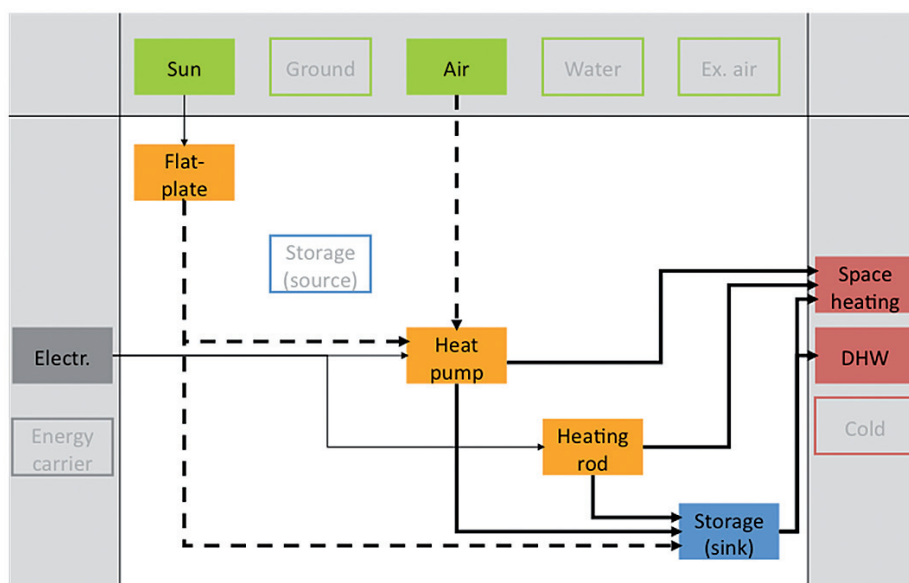 Sun
Ground
Air
Water
Ex. air
Flat-
plate
Storage
(source)
Space
heating
Electr.
Heat
pump
DHW
Energy
carrier
Heating
rod
Cold
Storage
(sink)